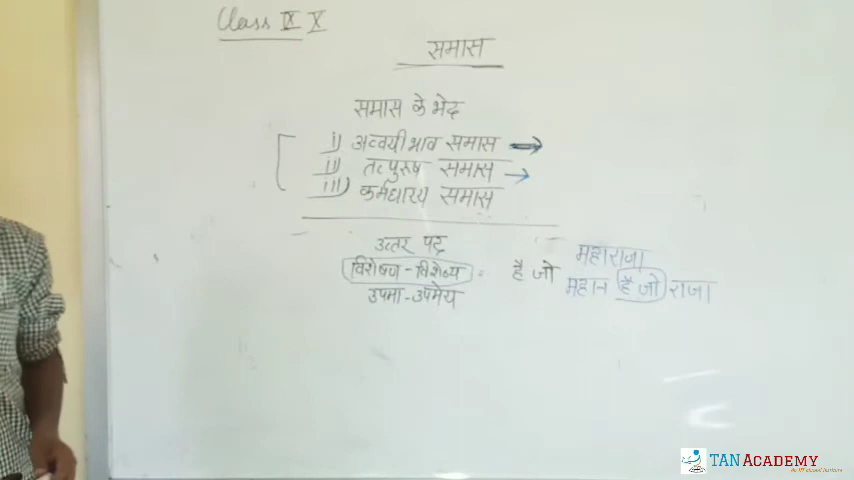 Class IX X
समास
समास के भेद
i) अव्ययीभाव समास →
ii) तत्पुरूष समास →
iii) कर्मधारय समास
उत्तर पद
विशेषण - विशेष्य = है जो
उपमा - उपमेय
महाराजा
महान है जो राजा
TAN ACADEMY